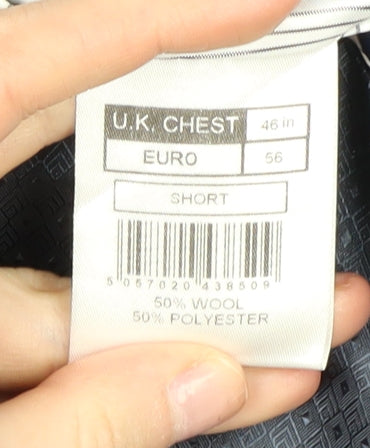 U.K. CHEST 46 in
EURO 56
SHORT
5 057020 438509
50% WOOL
50% POLYESTER